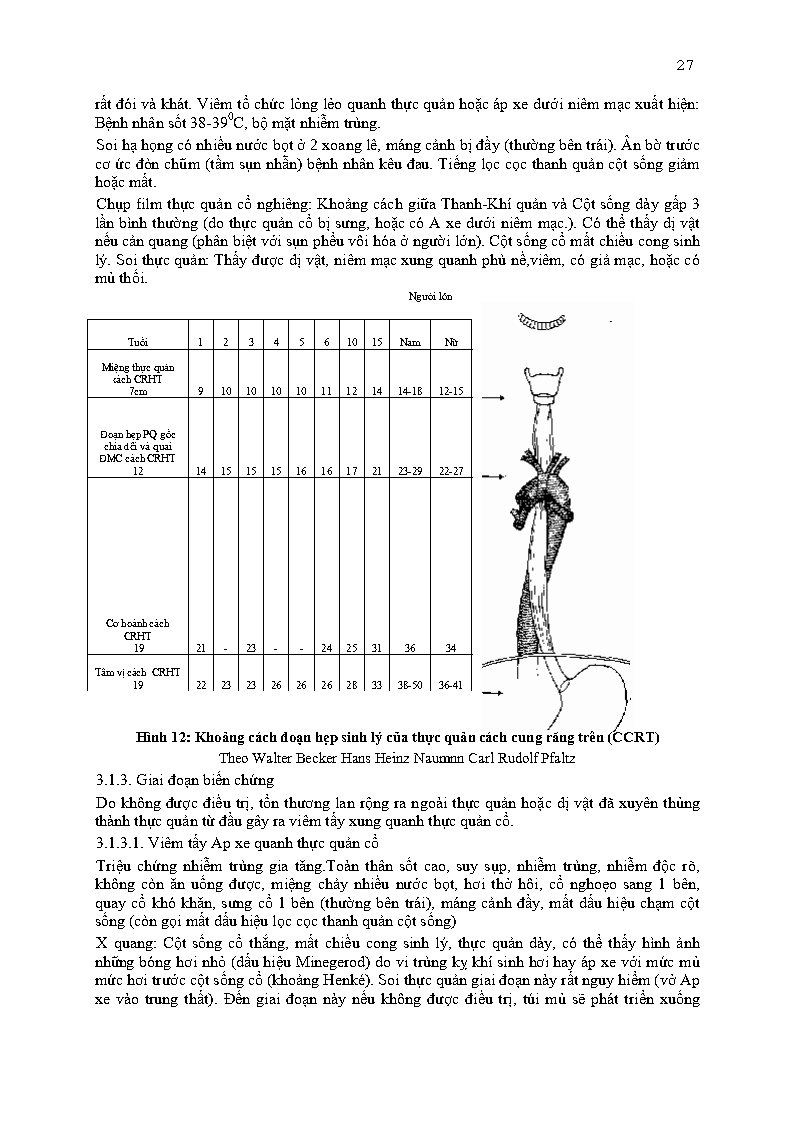 27
rất đói và khát. Viêm tổ chức lỏng lẻo quanh thực quản hoặc áp xe dưới niêm mạc xuất hiện:
Bệnh nhân sốt 38-39⁰C, bộ mặt nhiễm trùng.
Soi hạ họng có nhiều nước bọt ở 2 xoang lê, máng cảnh bị đầy (thường bên trái). Ấn bờ trước
cơ ức đòn chũm (tầm sụn nhẫn) bệnh nhân kêu đau. Tiếng lọc cọc thanh quản cột sống giảm
hoặc mất.
Chụp film thực quản cổ nghiêng: Khoảng cách giữa Thanh-Khí quản và Cột sống dày gấp 3
lần bình thường (do thực quản cổ bị sưng, hoặc có A xe dưới niêm mạc.). Có thể thấy dị vật
nếu cản quang (phân biệt với sụn phễu vôi hóa ở người lớn). Cột sống cổ mất chiều cong sinh
lý. Soi thực quản: Thấy được dị vật, niêm mạc xung quanh phù nề,viêm, có giả mạc, hoặc có
mủ thối.
Người lớn
Tuổi 1 2 3 4 5 6 10 15 Nam Nữ
Miệng thực quản
cách CRHT
7cm 9 10 10 10 10 11 12 14 14-18 12-15
Đoạn hẹp PQ gốc
chia đôi và quai
ĐMC cách CRHT
12 14 15 15 15 16 16 17 21 23-29 22-27
Cơ hoành cách
CRHT
19 21 - 23 - - 24 25 31 36 34
Tâm vị cách CRHT
19 22 23 23 26 26 26 28 33 38-50 36-41
Hình 12: Khoảng cách đoạn hẹp sinh lý của thực quản cách cung răng trên (CCRT)
Theo Walter Becker Hans Heinz Naumnn Carl Rudolf Pfaltz
3.1.3. Giai đoạn biến chứng
Do không được điều trị, tổn thương lan rộng ra ngoài thực quản hoặc dị vật đã xuyên thủng
thành thực quản từ đầu gây ra viêm tấy xung quanh thực quản cổ.
3.1.3.1. Viêm tấy Ap xe quanh thực quản cổ
Triệu chứng nhiễm trùng gia tăng.Toàn thân sốt cao, suy sụp, nhiễm trùng, nhiễm độc rõ,
không còn ăn uống được, miệng chảy nhiều nước bọt, hơi thở hôi, cổ nghoẹo sang 1 bên,
quay cổ khó khăn, sưng cổ 1 bên (thường bên trái), máng cảnh đầy, mất dấu hiệu chạm cột
sống (còn gọi mất dấu hiệu lọc cọc thanh quản cột sống)
X quang: Cột sống cổ thẳng, mất chiều cong sinh lý, thực quản dày, có thể thấy hình ảnh
những bóng hơi nhỏ (dấu hiệu Minegerod) do vi trùng kỵ khí sinh hơi hay áp xe với mức mủ
mức hơi trước cột sống cổ (khoảng Henké). Soi thực quản giai đoạn này rất nguy hiểm (vở Ap
xe vào trung thất). Đến giai đoạn này nếu không được điều trị, túi mủ sẽ phát triển xuống